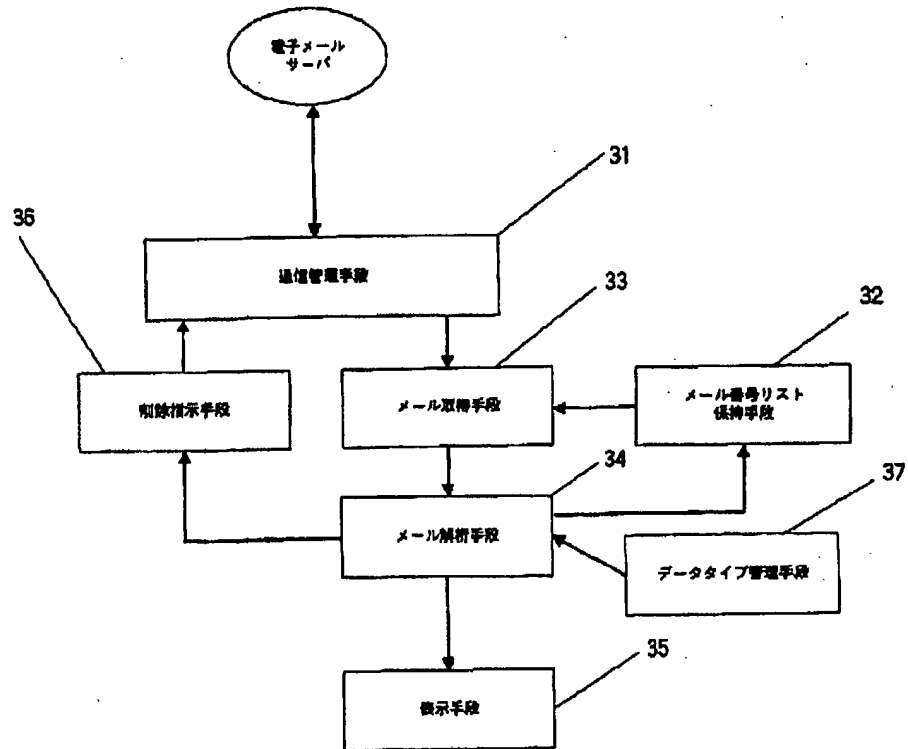 電子メール
サーバ
31
36
通信管理手段
33
32
削除指示手段
メール取得手段
メール番号リスト
保持手段
34
37
メール解析手段
データタイプ管理手段
35
表示手段